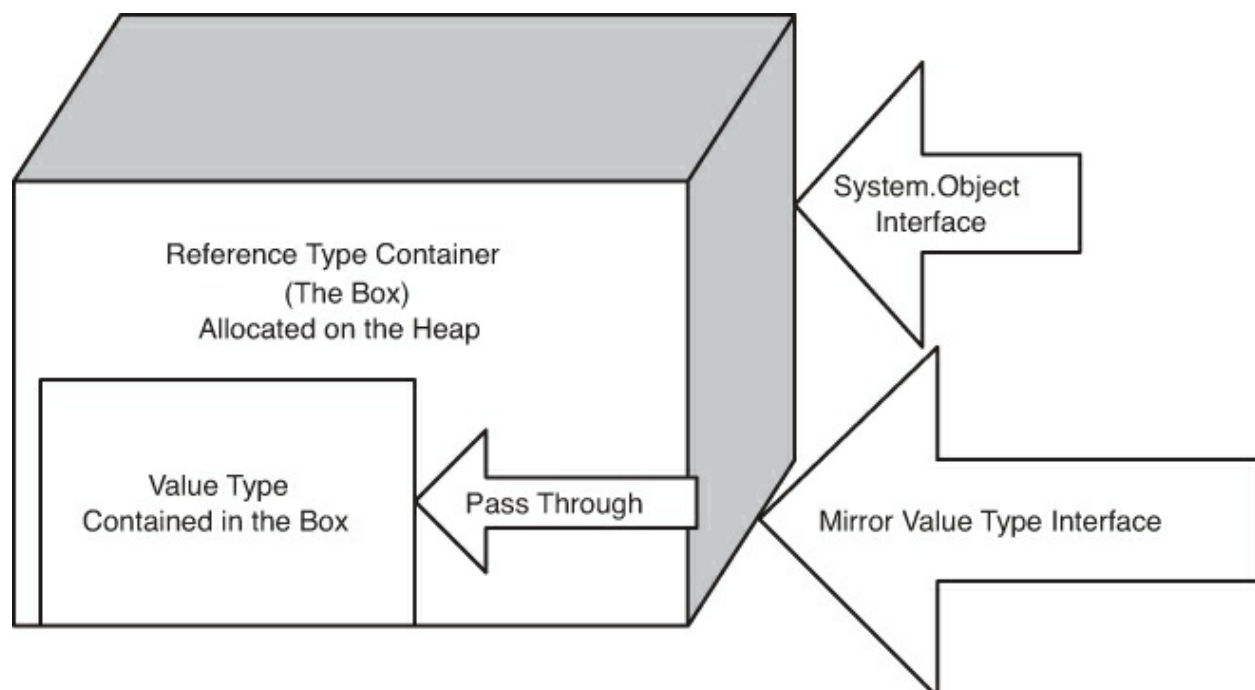 System.Object
Interface
Reference Type Container
(The Box)
Allocated on the Heap
Value Type
Contained in the Box
Pass Through
Mirror Value Type Interface